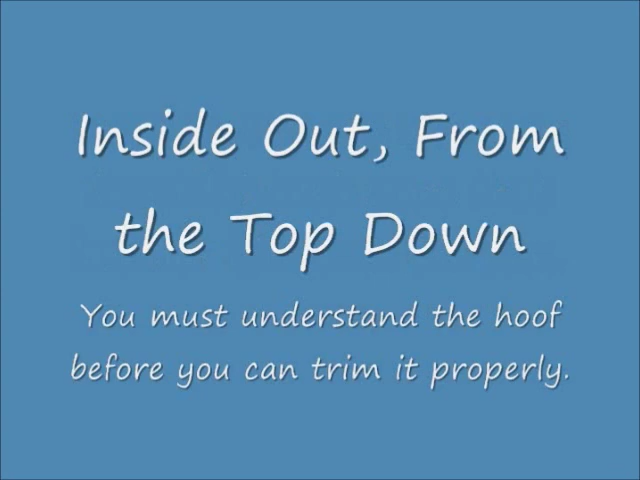 Inside Out, From
the Top Down
You must understand the hoof
before you can trim it properly.